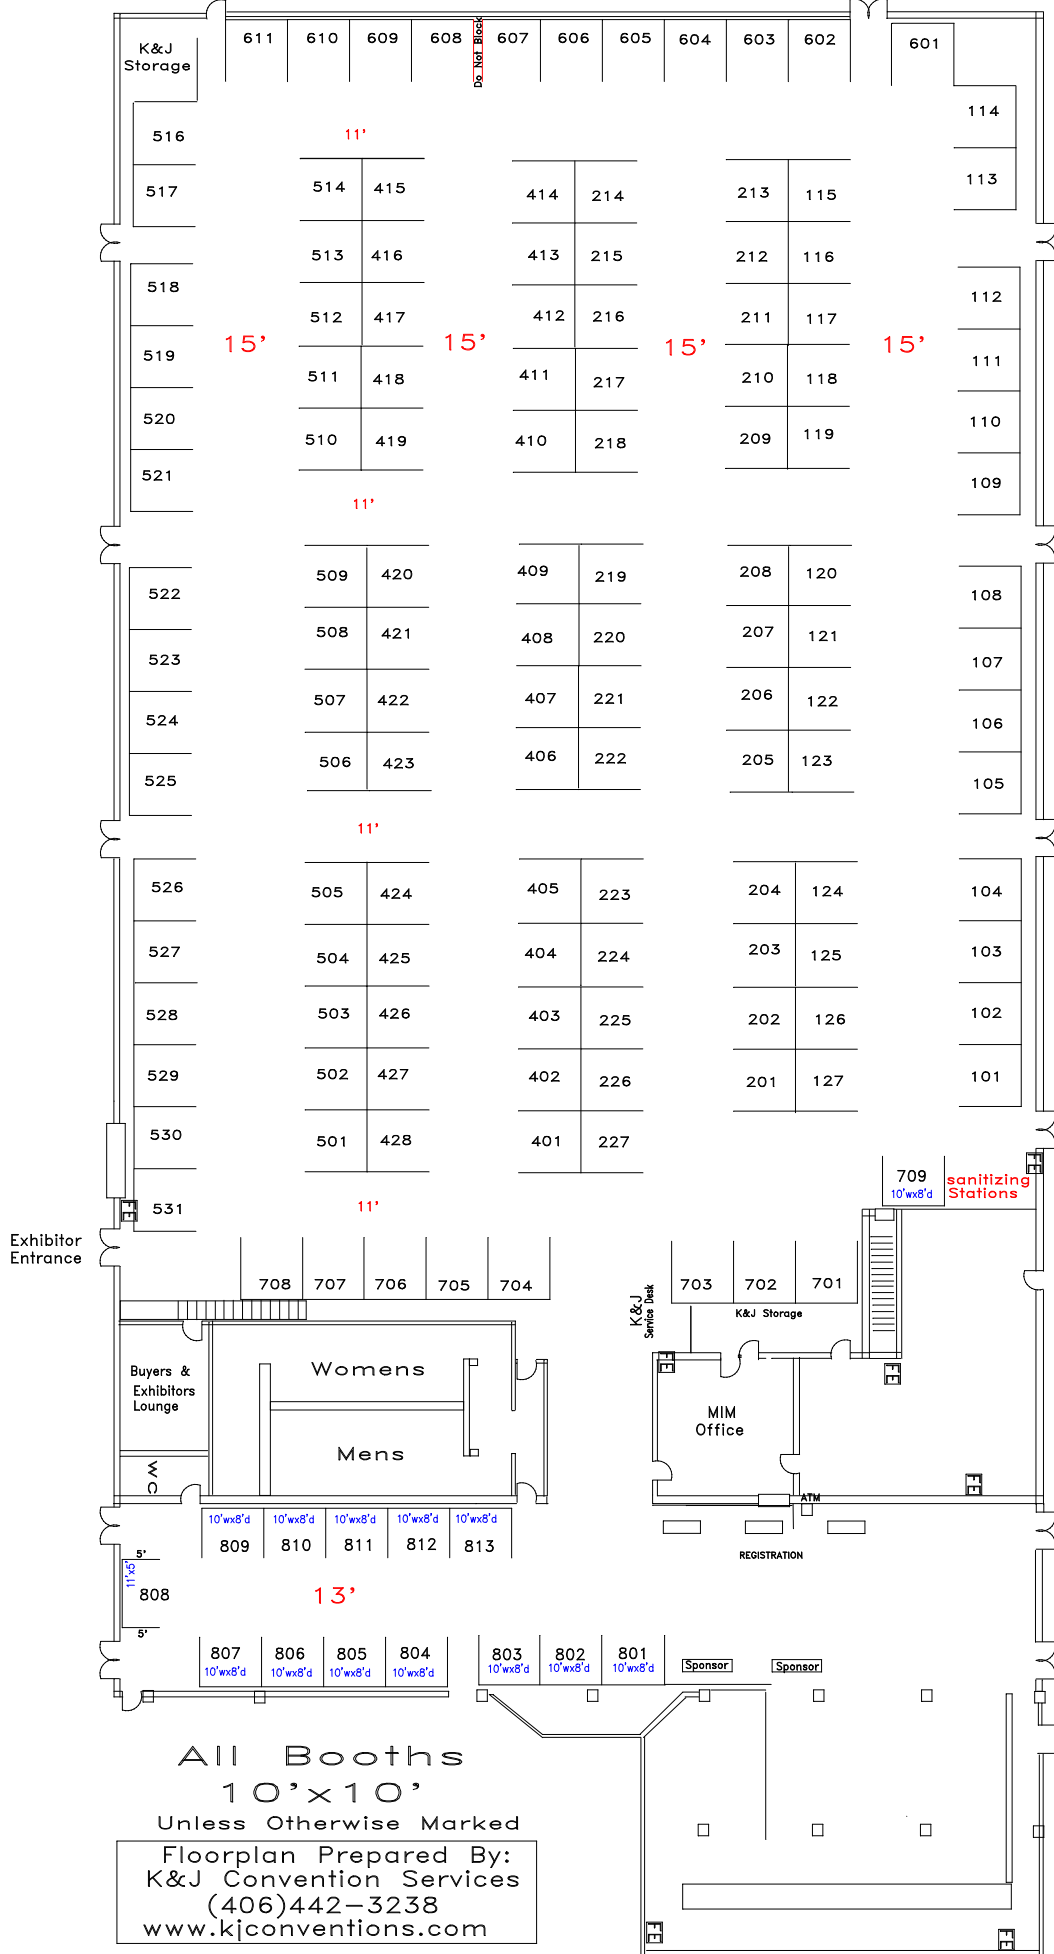 611 610 609 608 Do Not Block 607 606 605 604 603 602 601
K&J
Storage
114
516 11'
517 514 415 414 214 213 115 113
513 416 413 215 212 116
518 512 417 412 216 211 117 112
15' 15' 15' 15'
519 511 418 411 217 210 118 111
520 510 419 410 218 209 119 110
521 109
11'
522 509 420 409 219 208 120 108
523 508 421 408 220 207 121 107
524 507 422 407 221 206 122 106
525 506 423 406 222 205 123 105
11'
526 505 424 405 223 204 124 104
527 504 425 404 224 203 125 103
528 503 426 403 225 202 126 102
529 502 427 402 226 201 127 101
530 501 428 401 227
709
10'wx8'd
sanitizing
Stations
531 11'
Exhibitor
Entrance
708 707 706 705 704
K&J
Service Desk
703 702 701
K&J Storage
Buyers &
Exhibitors
Lounge
Womens
Mens
WC
MIM
Office
ATM
REGISTRATION
10'wx8'd 10'wx8'd 10'wx8'd 10'wx8'd 10'wx8'd
809 810 811 812 813
5'
11'x5'
808
5'
13'
807 806 805 804 803 802 801
10'wx8'd 10'wx8'd 10'wx8'd 10'wx8'd 10'wx8'd 10'wx8'd 10'wx8'd
Sponsor Sponsor
All Booths
10'x10'
Unless Otherwise Marked
Floorplan Prepared By:
K&J Convention Services
(406)442-3238
www.kjconventions.com